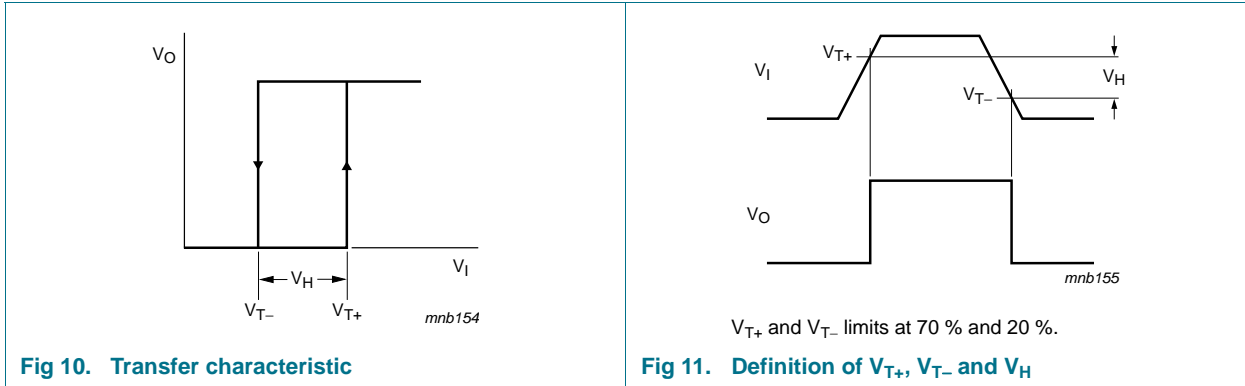 VO
VH
VI
VT−
VT+
mnb154
Fig 10. Transfer characteristic
VT+
VI
VH
VT−
VO
mnb155
VT+ and VT− limits at 70 % and 20 %.
Fig 11. Definition of VT+, VT− and VH